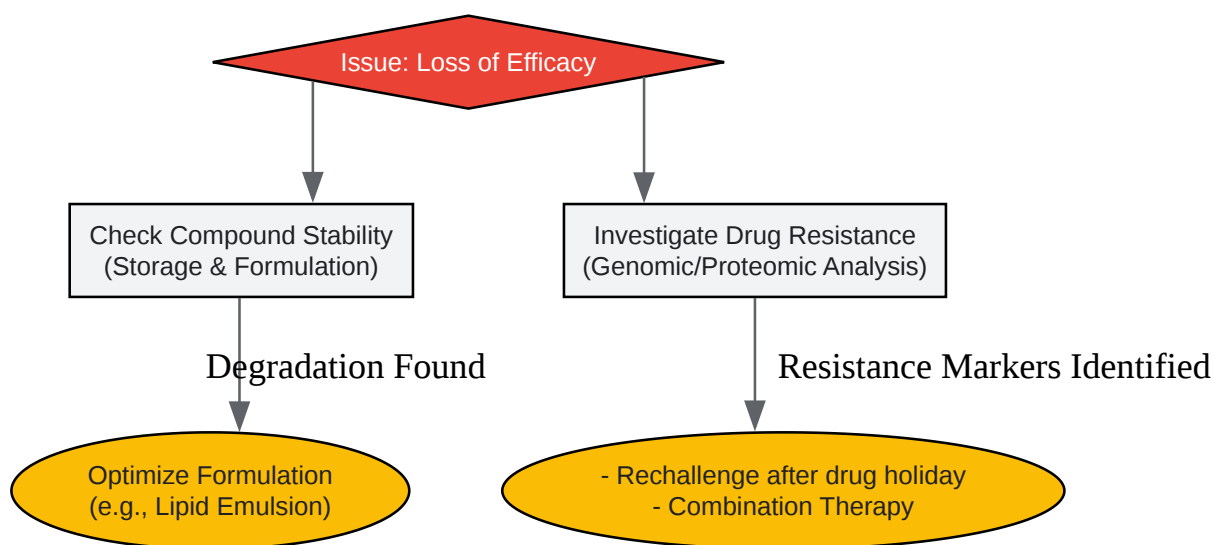 Issue: Loss of Efficacy
Check Compound Stability
(Storage & Formulation)
Investigate Drug Resistance
(Genomic/Proteomic Analysis)
Degradation Found
Resistance Markers Identified
Optimize Formulation
(e.g., Lipid Emulsion)
- Rechallenge after drug holiday
- Combination Therapy